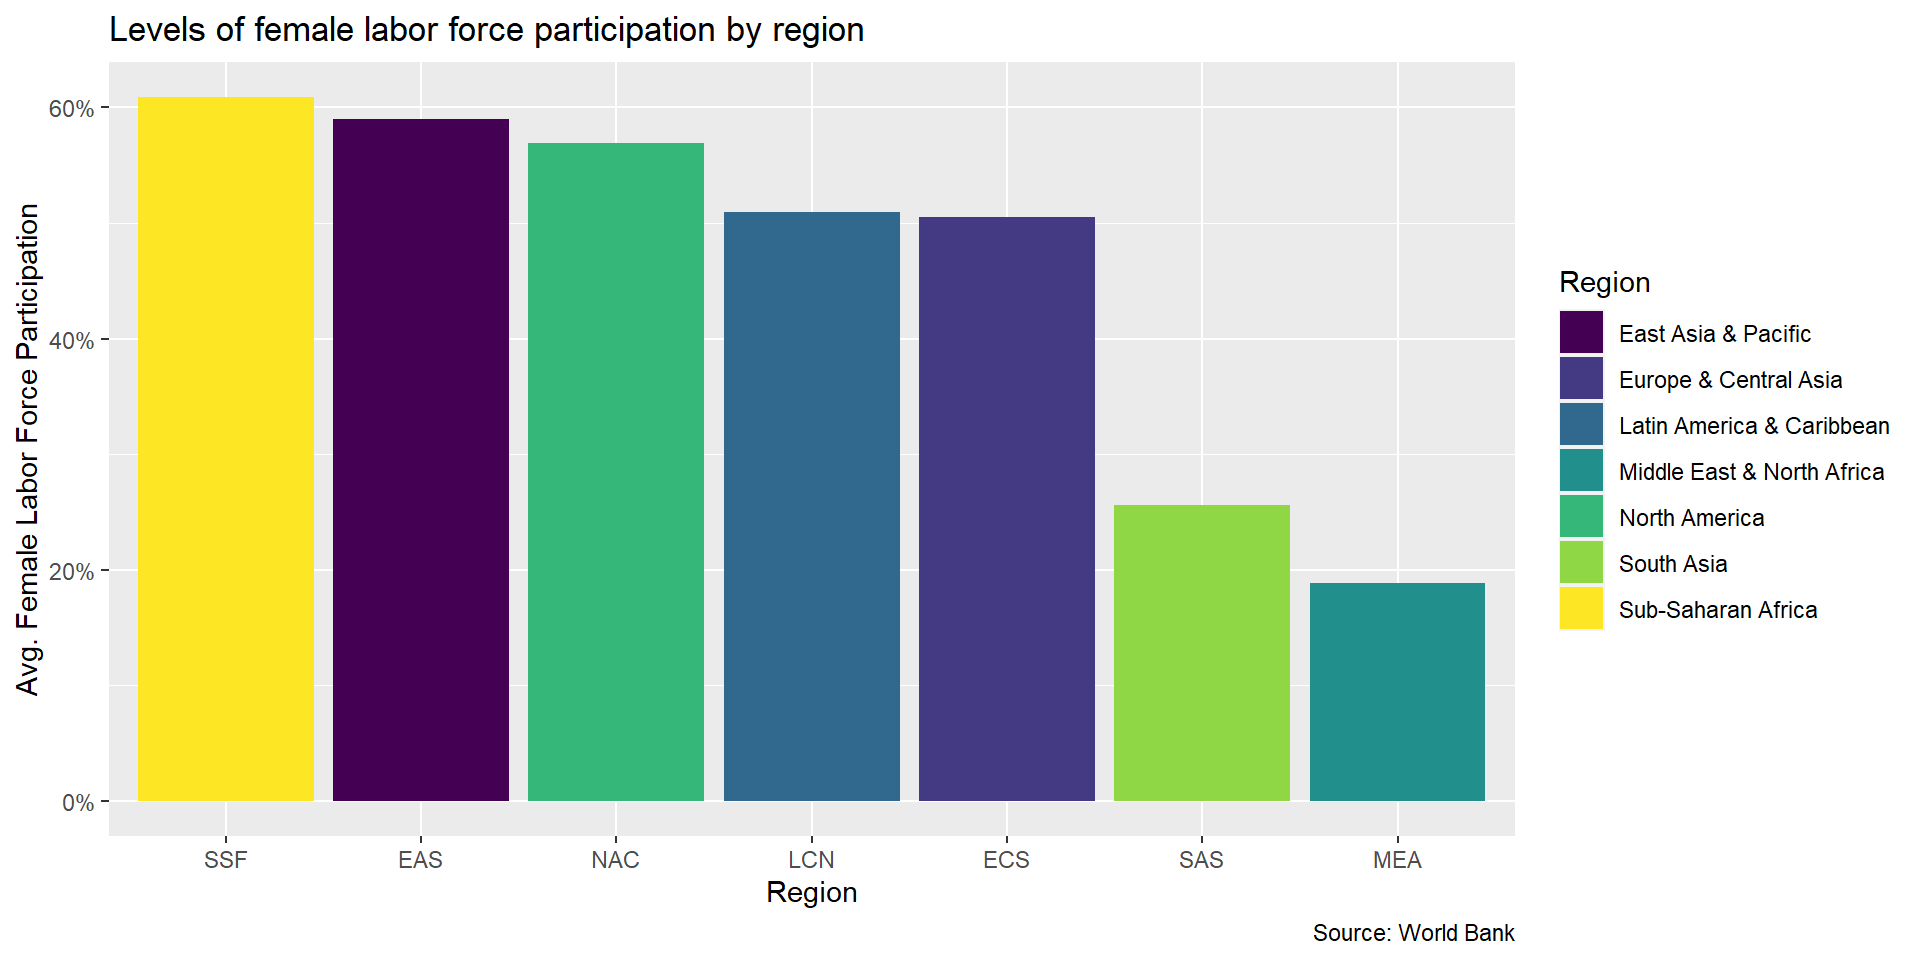 Levels of female labor force participation by region
Avg. Female Labor Force Participation
60%
40%
20%
0%
SSF
EAS
NAC
LCN
ECS
SAS
MEA
Region
Region
East Asia & Pacific
Europe & Central Asia
Latin America & Caribbean
Middle East & North Africa
North America
South Asia
Sub-Saharan Africa
Source: World Bank